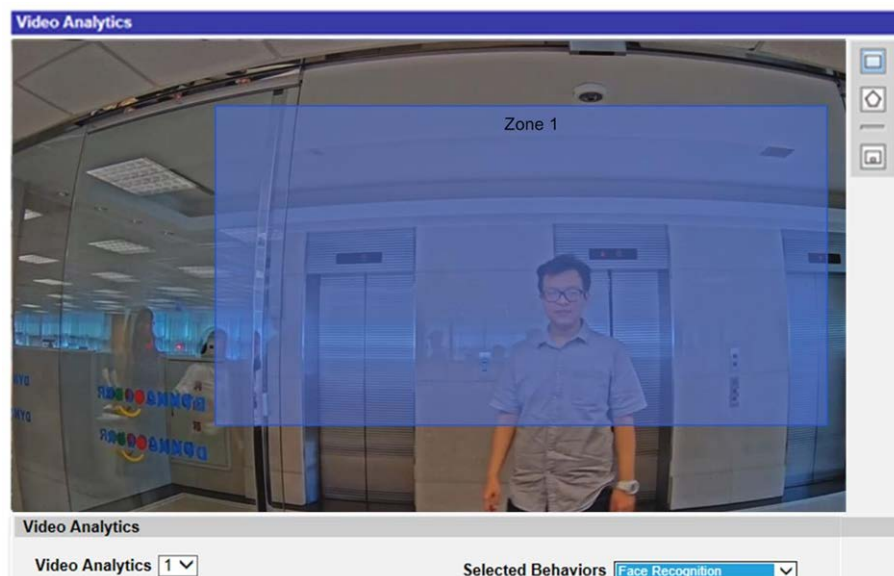 Video Analytics
Zone 1
Video Analytics
Video Analytics 1
Selected Behaviors Face Recognition